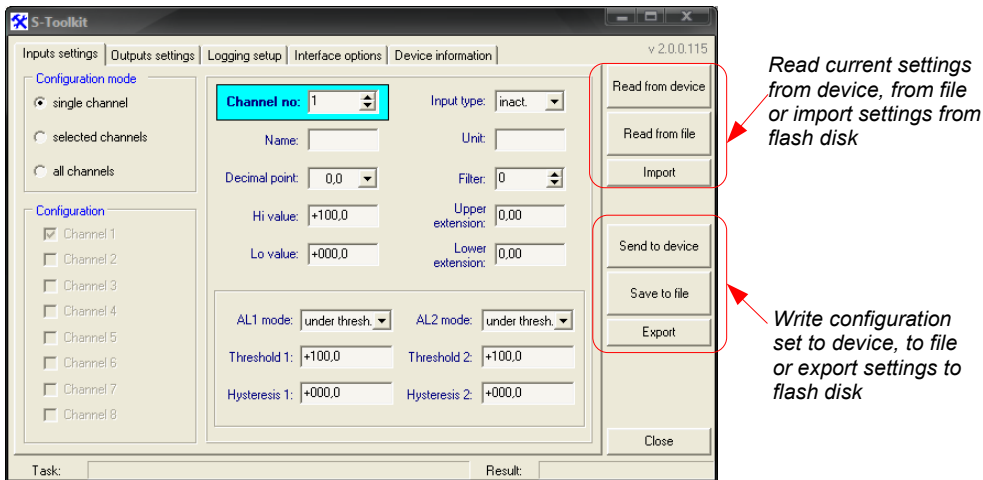 S-Toolkit
v 2.0.0.115
Inputs settings
Outputs settings
Logging setup
Interface options
Device information
Configuration mode
single channel
selected channels
all channels
Configuration
Channel 1
Channel 2
Channel 3
Channel 4
Channel 5
Channel 6
Channel 7
Channel 8
Channel no: 1
Input type: inact.
Name:
Unit:
Decimal point: 0,0
Filter: 0
Hi value: +100,0
Upper
extension: 0,00
Lo value: +000,0
Lower
extension: 0,00
AL1 mode: under thresh.
AL2 mode: under thresh.
Threshold 1: +100,0
Threshold 2: +100,0
Hysteresis 1: +000,0
Hysteresis 2: +000,0
Read from device
Read from file
Import
Send to device
Save to file
Export
Close
Task:
Result:
Read current settings
from device, from file
or import settings from
flash disk
Write configuration
set to device, to file
or export settings to
flash disk